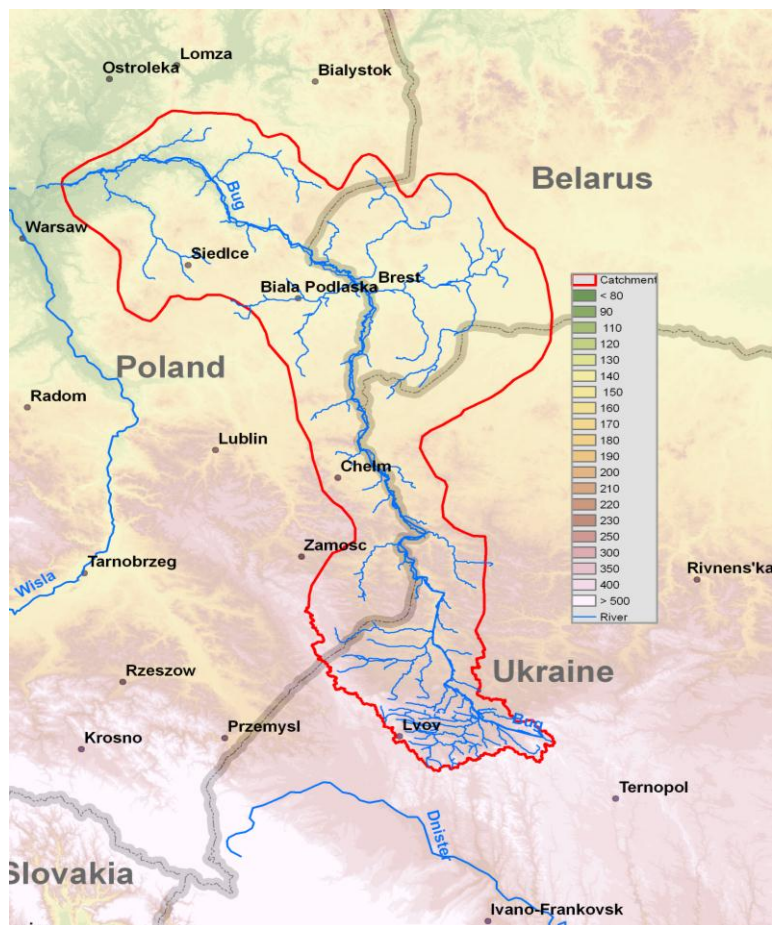 Lomza
Ostroleka
Bialystok
Belarus
Bug
Warsaw
Siedlce
Brest
Biala Podlaska
Catchment
< 80
90
110
120
130
140
150
160
170
180
190
200
210
220
230
250
300
350
400
> 500
River
Poland
Radom
Lublin
Chelm
Zamosc
Tarnobrzeg
Wisla
Rivnens'ka
Rzeszow
Ukraine
Przemysl
Lvov
Bug
Krosno
Ternopol
Dnister
Slovakia
Ivano-Frankovsk